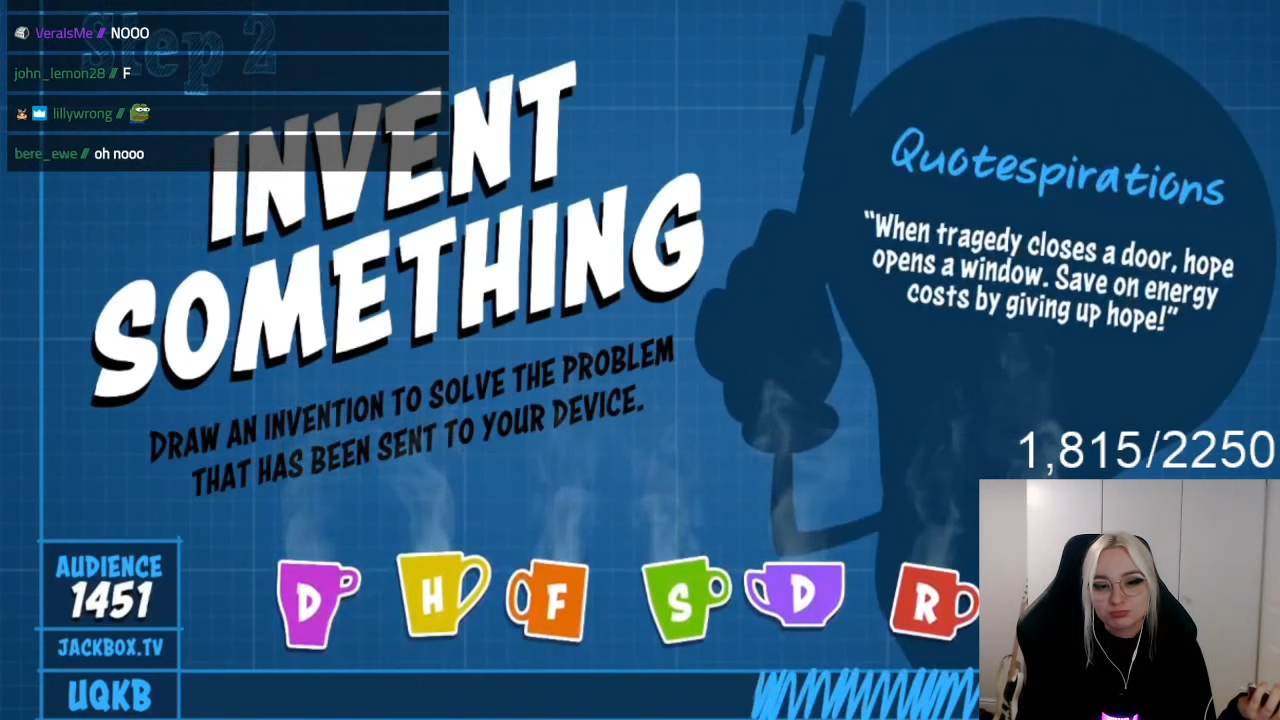 Step 2
VeraIsMe // NOOO
john_lemon28 // F
lillywrong //
bere_ewe // oh nooo
INVENT
SOMETHING
DRAW AN INVENTION TO SOLVE THE PROBLEM
THAT HAS BEEN SENT TO YOUR DEVICE.
Quotespirations
“When tragedy closes a door, hope
opens a window. Save on energy
costs by giving up hope!”
1,815/2250
AUDIENCE
1451
JACKBOX.TV
UQKB
D H F S D R